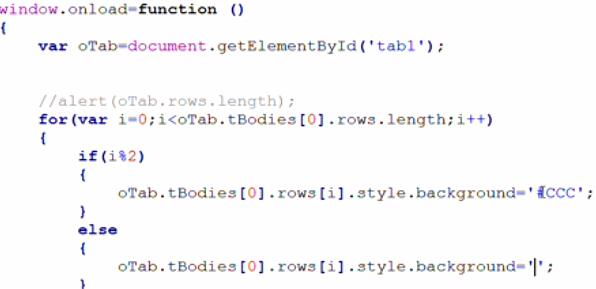 window.onload=function ()
{
    var oTab=document.getElementById('tab1');
    //alert(oTab.rows.length);
    for(var i=0;i<oTab.tBodies[0].rows.length;i++)
    {
        if(i%2)
        {
            oTab.tBodies[0].rows[i].style.background='#CCC';
        }
        else
        {
            oTab.tBodies[0].rows[i].style.background='';
        }